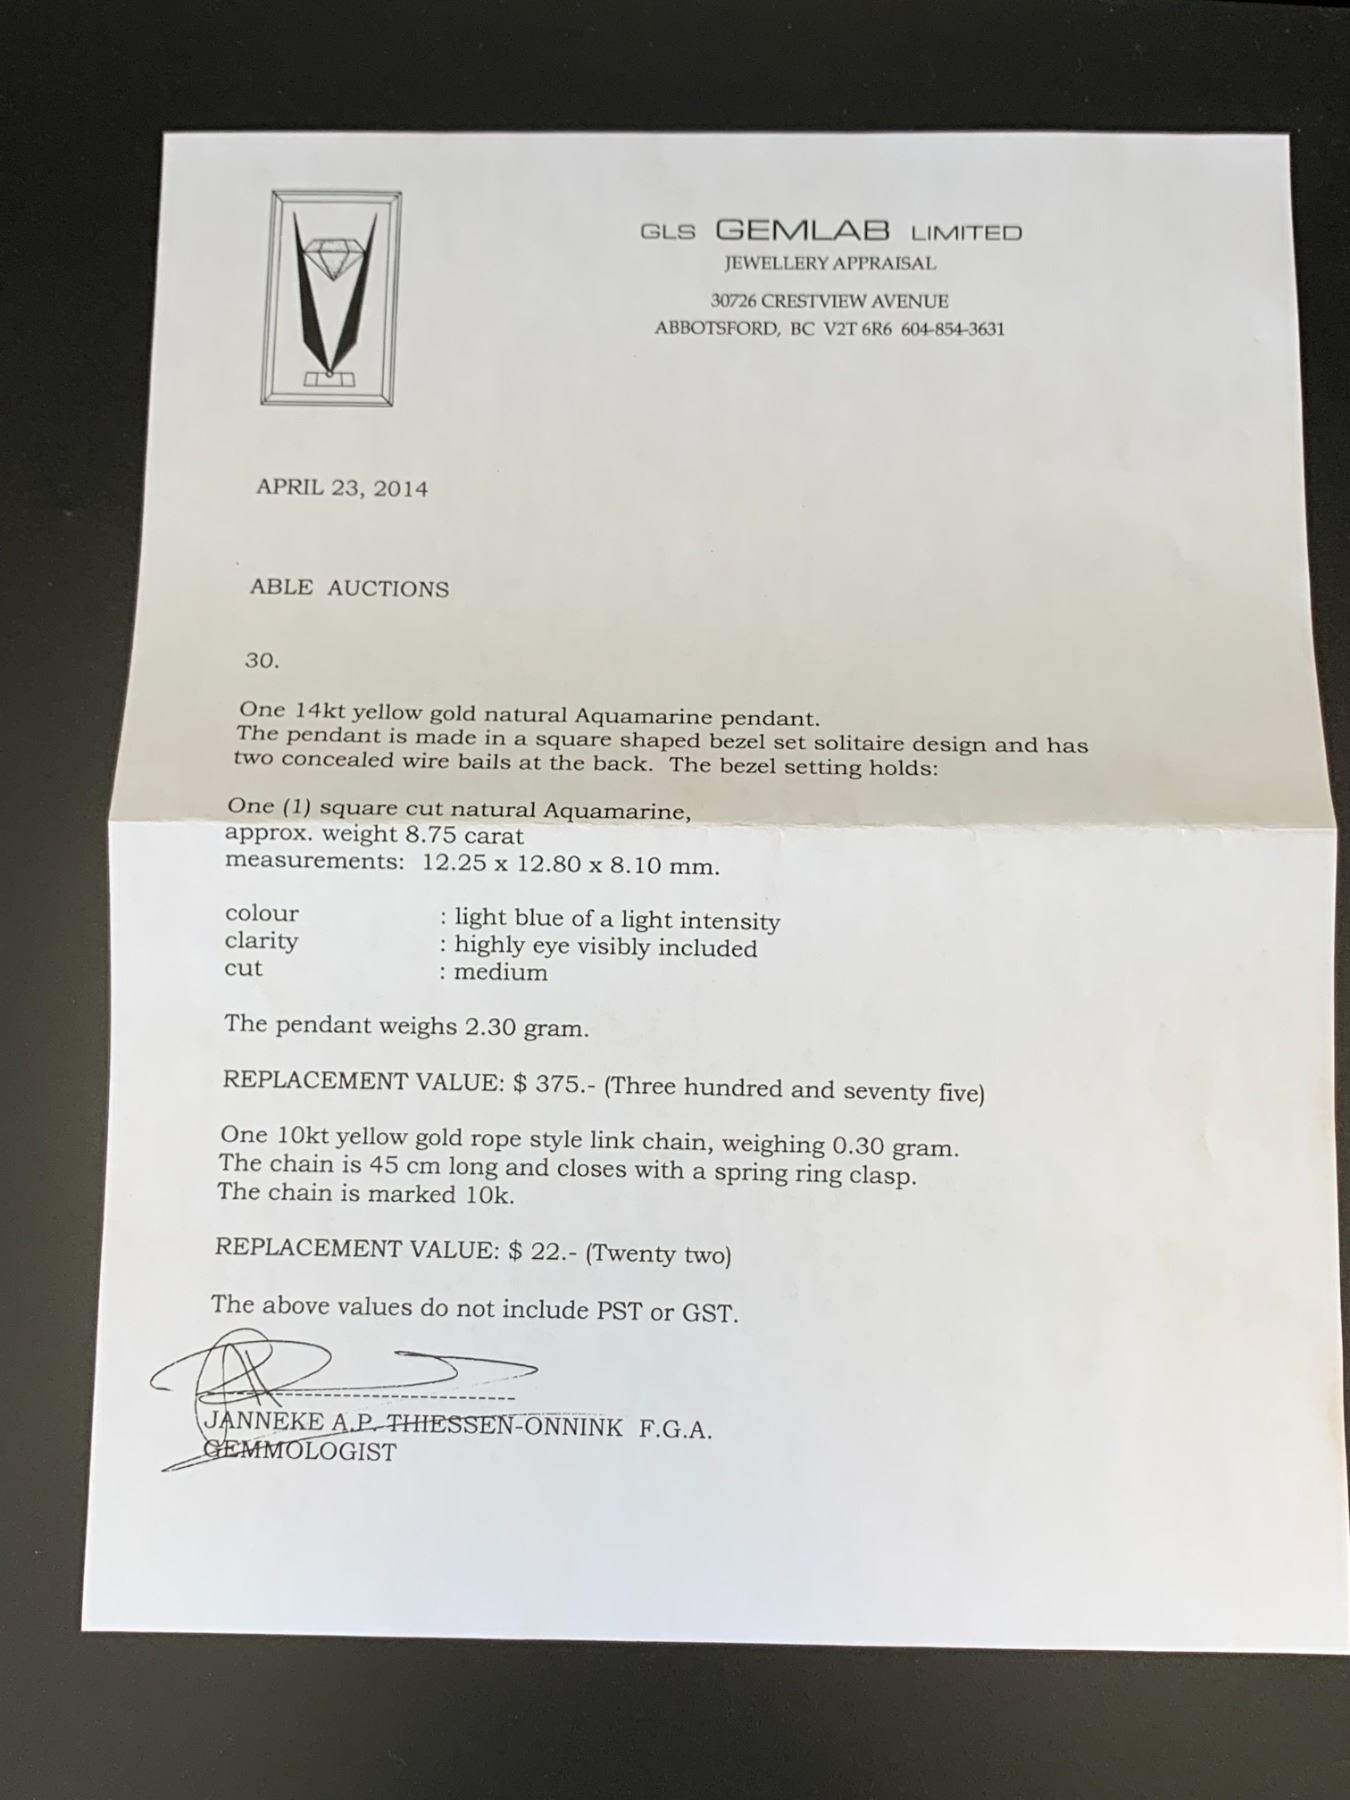 GLS GEMLAB LIMITED
JEWELLERY APPRAISAL
30726 CRESTVIEW AVENUE
ABBOTSFORD, BC V2T 6R6 604-854-3631
APRIL 23, 2014
ABLE AUCTIONS
30.
One 14kt yellow gold natural Aquamarine pendant.
The pendant is made in a square shaped bezel set solitaire design and has
two concealed wire bails at the back. The bezel setting holds:
One (1) square cut natural Aquamarine,
approx. weight 8.75 carat
measurements: 12.25 x 12.80 x 8.10 mm.
colour : light blue of a light intensity
clarity : highly eye visibly included
cut : medium
The pendant weighs 2.30 gram.
REPLACEMENT VALUE: $ 375.- (Three hundred and seventy five)
One 10kt yellow gold rope style link chain, weighing 0.30 gram.
The chain is 45 cm long and closes with a spring ring clasp.
The chain is marked 10k.
REPLACEMENT VALUE: $ 22.- (Twenty two)
The above values do not include PST or GST.
JANNEKE A.P. THIESSEN-ONNINK F.G.A.
GEMMOLOGIST